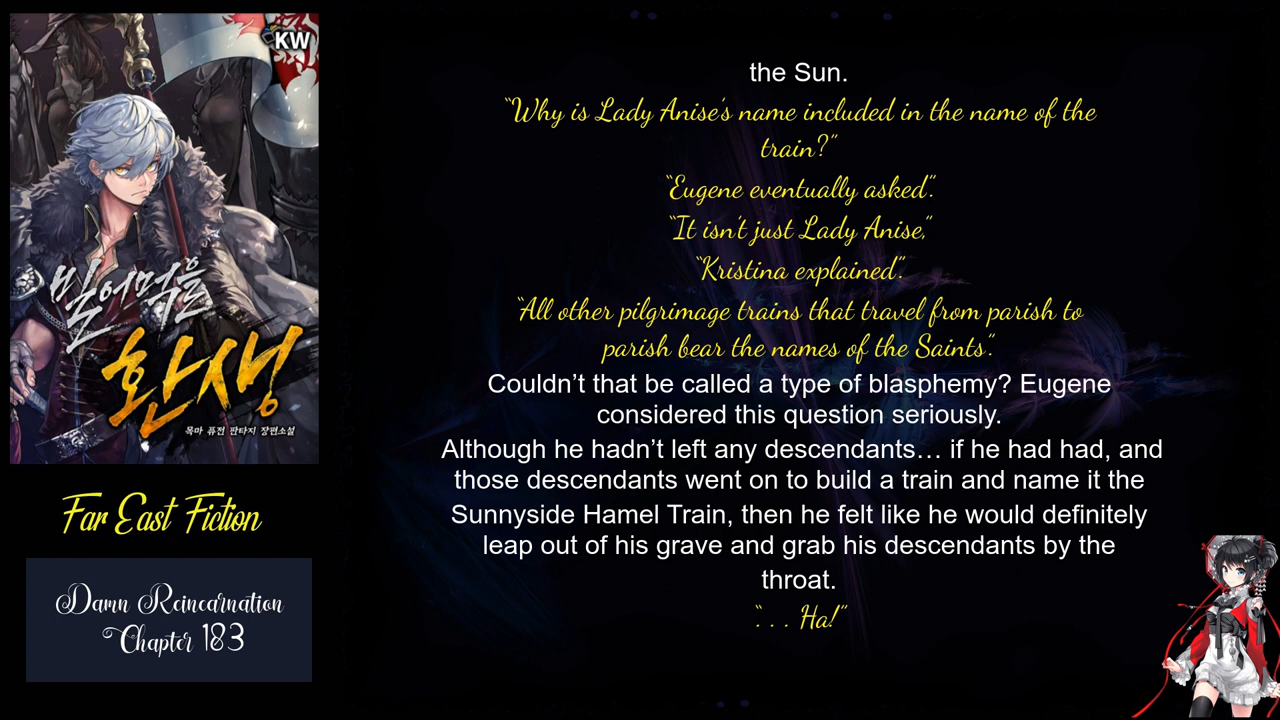 KW
빌어먹을
환생
목마 퓨전 판타지 장편소설
Far East Fiction
Damn Reincarnation
Chapter 183
the Sun.
“Why is Lady Anise’s name included in the name of the
train?”
“Eugene eventually asked”.
“It isn’t just Lady Anise,”
“Kristina explained”.
“All other pilgrimage trains that travel from parish to
parish bear the names of the Saints”.
Couldn’t that be called a type of blasphemy? Eugene
considered this question seriously.
Although he hadn’t left any descendants… if he had had, and
those descendants went on to build a train and name it the
Sunnyside Hamel Train, then he felt like he would definitely
leap out of his grave and grab his descendants by the
throat.
“. . . Ha!”